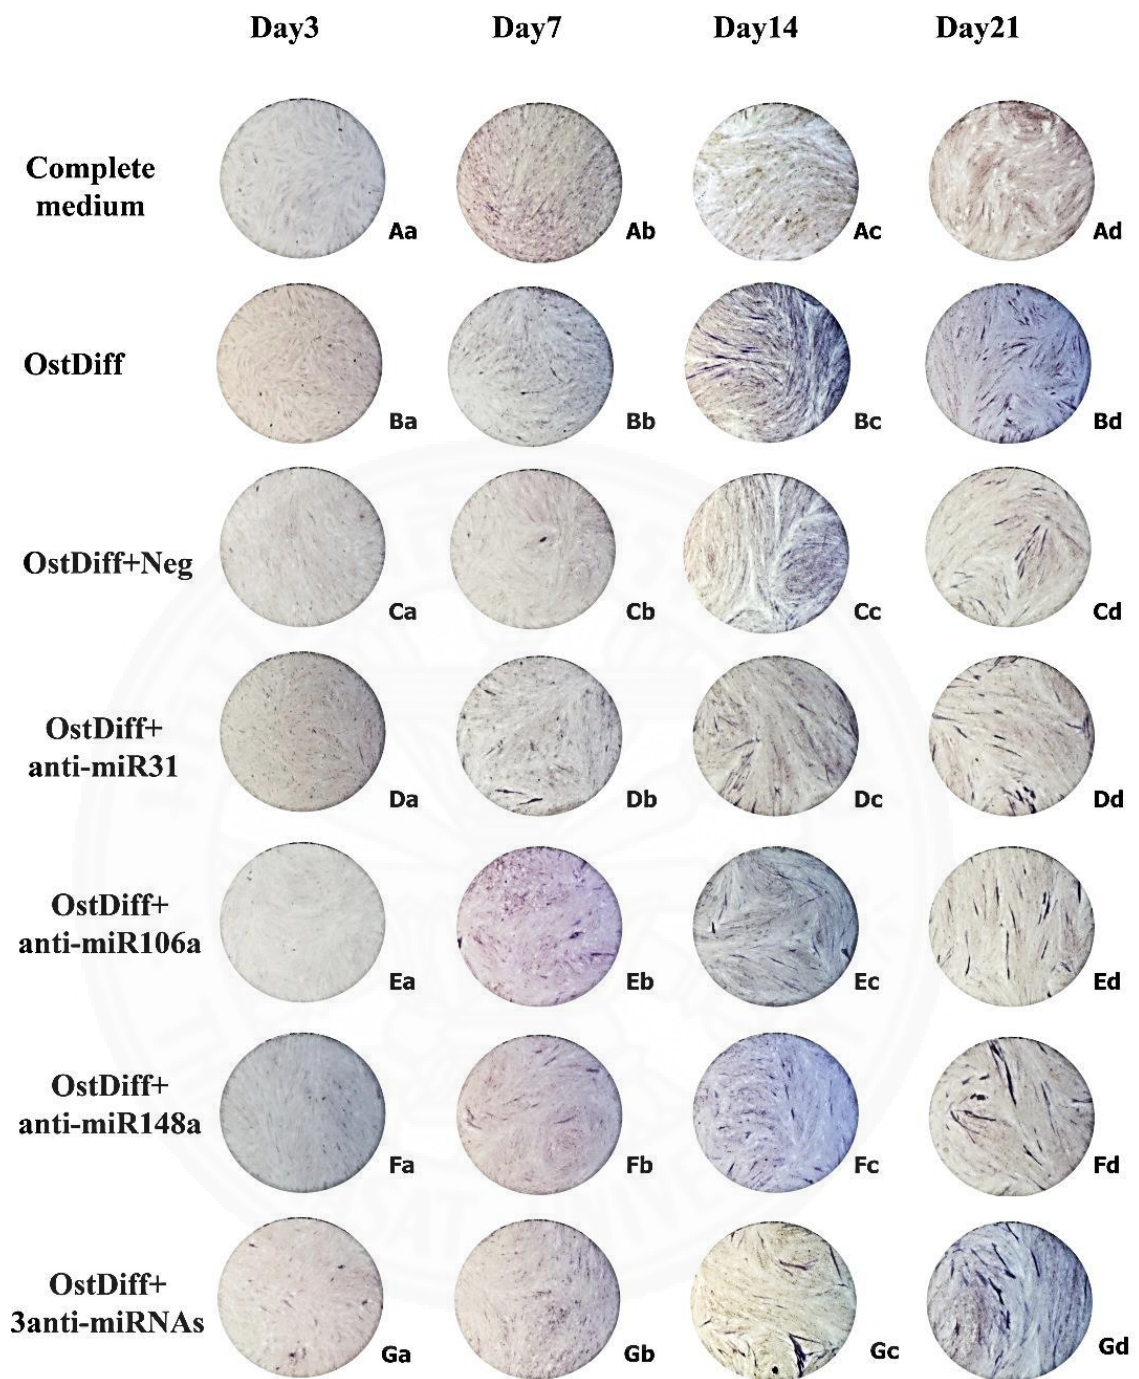 Day3 Day7 Day14 Day21
Complete
medium
Aa Ab Ac Ad
OstDiff
Ba Bb Bc Bd
OstDiff+Neg
Ca Cb Cc Cd
OstDiff+
anti-miR31
Da Db Dc Dd
OstDiff+
anti-miR106a
Ea Eb Ec Ed
OstDiff+
anti-miR148a
Fa Fb Fc Fd
OstDiff+
3anti-miRNAs
Ga Gb Gc Gd